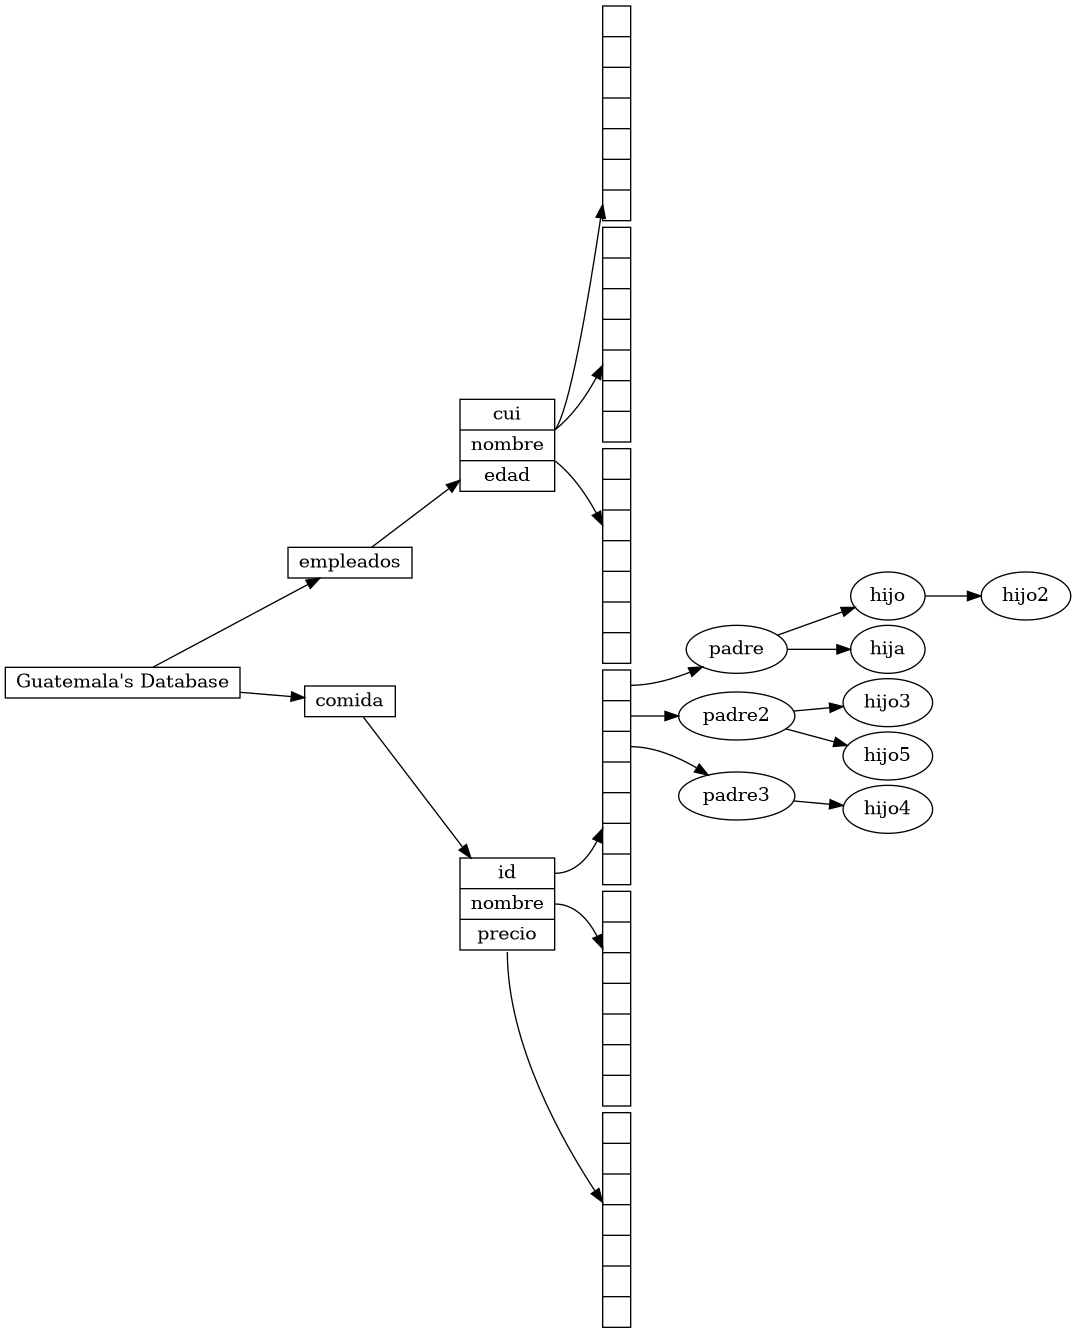 cui
nombre
edad
empleados
Guatemala's Database
comida
id
nombre
precio
padre
padre2
padre3
hijo
hija
hijo3
hijo5
hijo4
hijo2